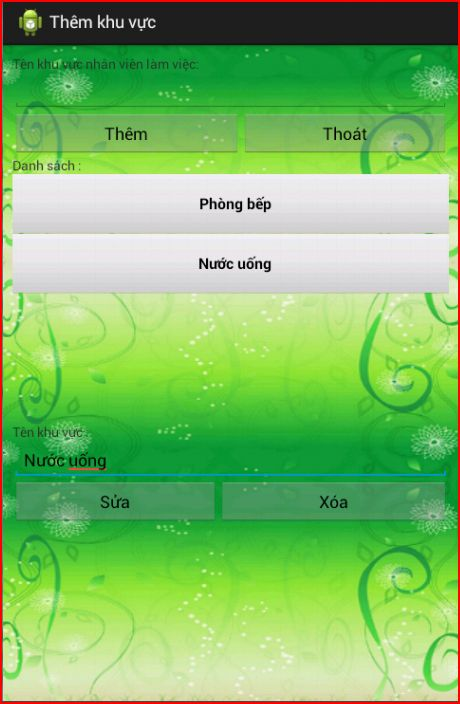 Thêm khu vực
Tên khu vực nhân viên làm việc:
Thêm Thoát
Danh sách :
Phòng bếp
Nước uống
Tên khu vực :
Nước uống
Sửa Xóa